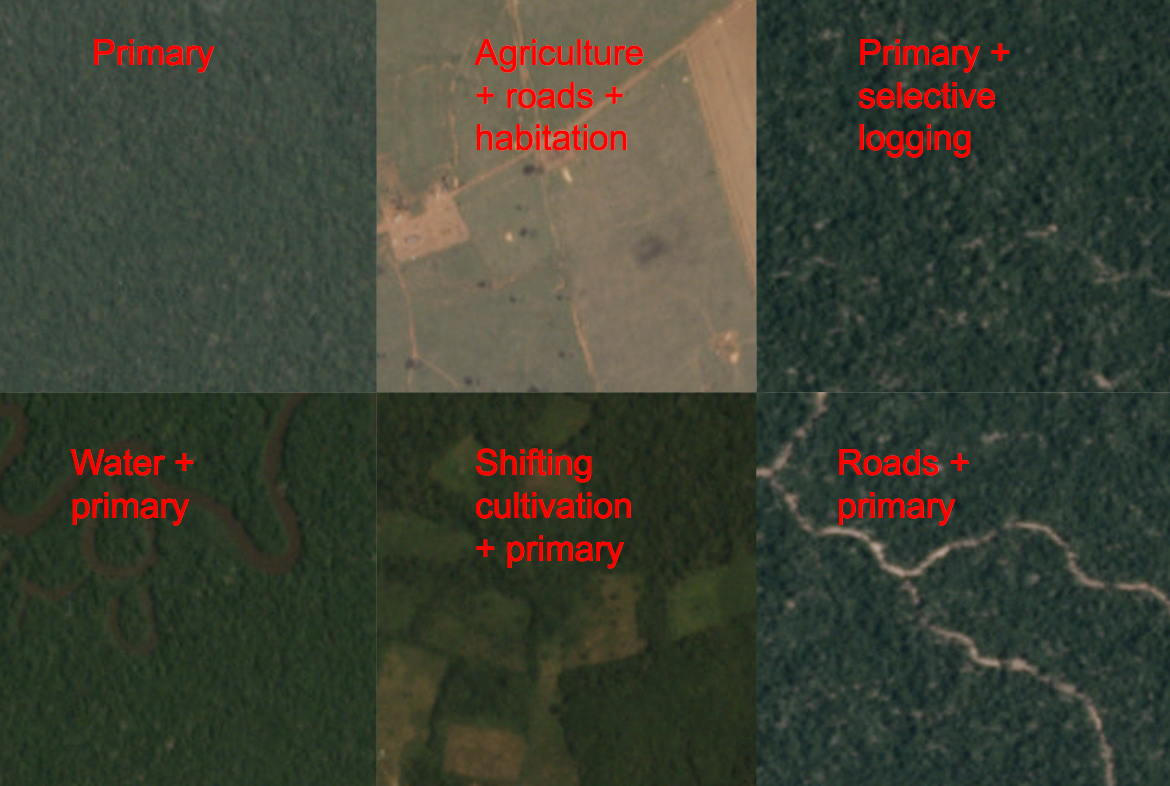 Primary
Agriculture
+ roads +
habitation
Primary +
selective
logging
Water +
primary
Shifting
cultivation
+ primary
Roads +
primary